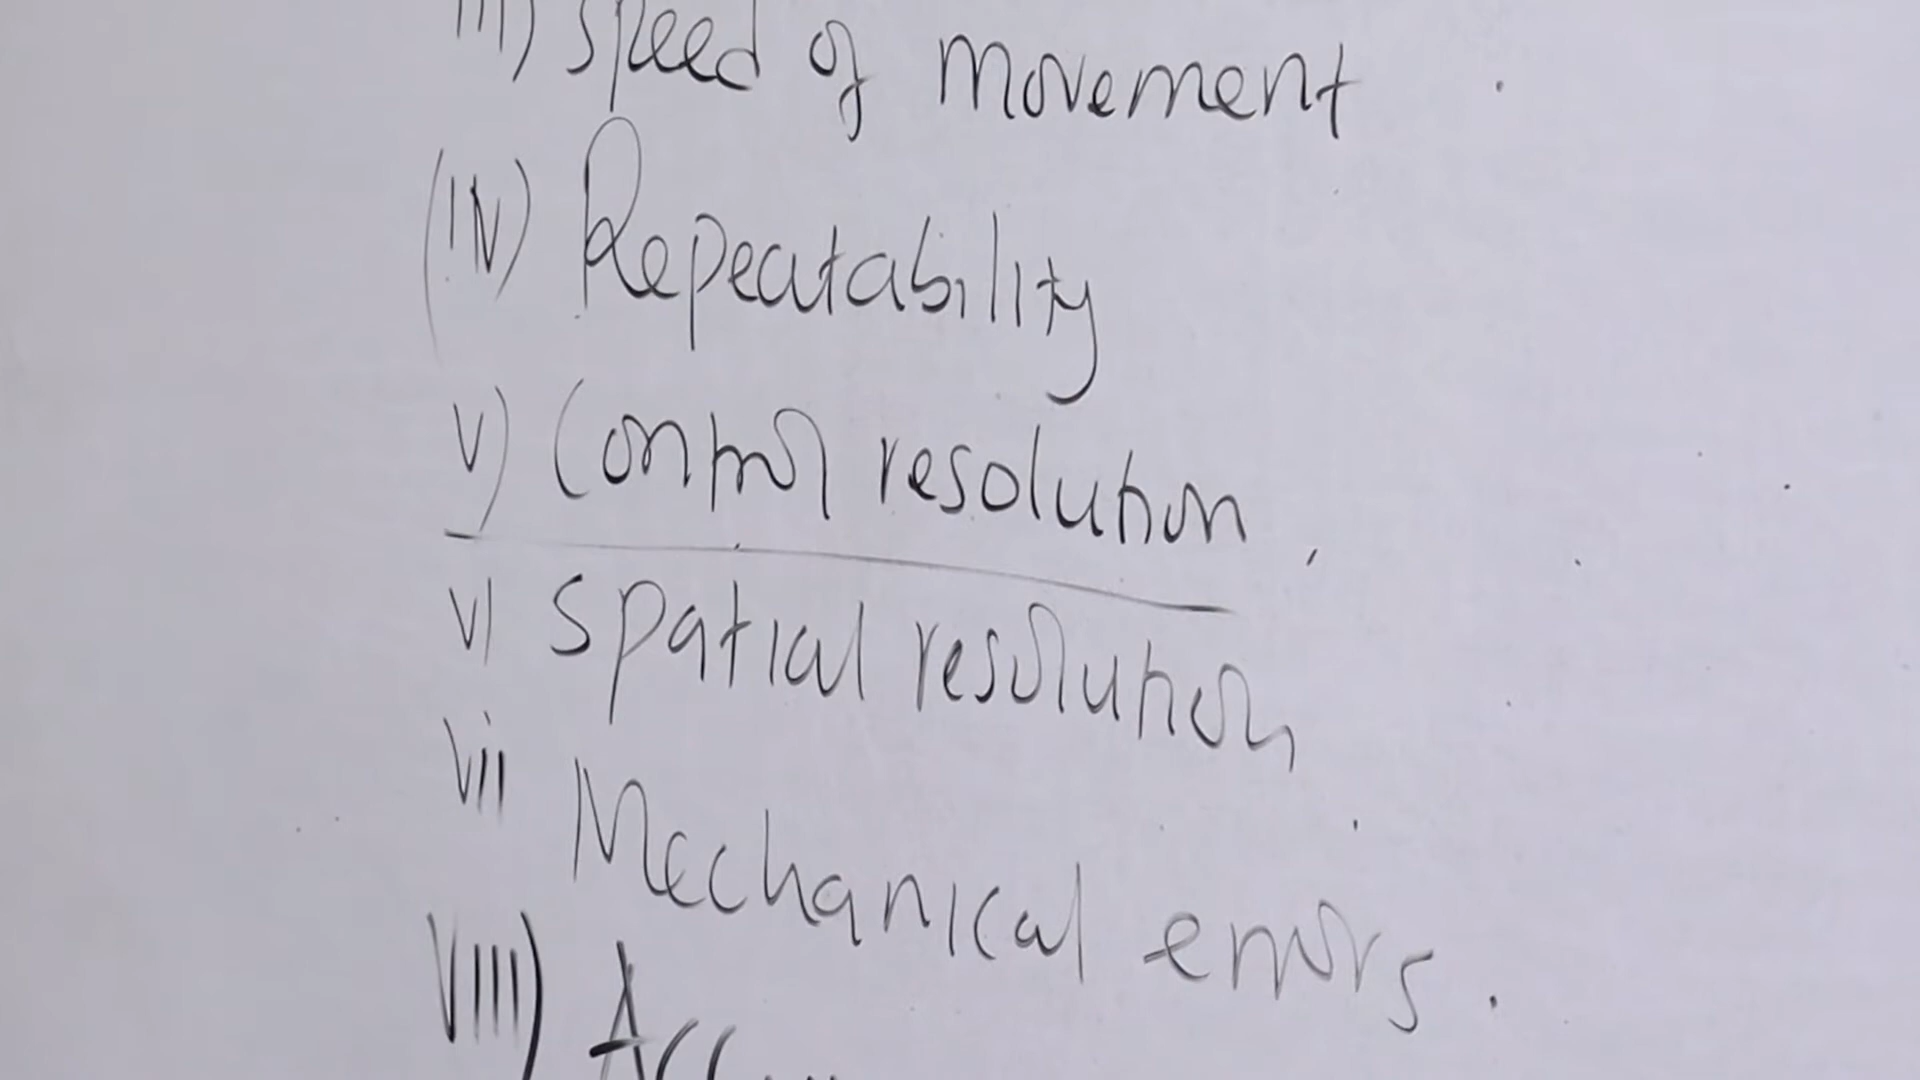 III) Speed of movement
(IV) Repeatability
V) Control resolution,
VI Spatial resolution
Vii Mechanical errors.
VIII)